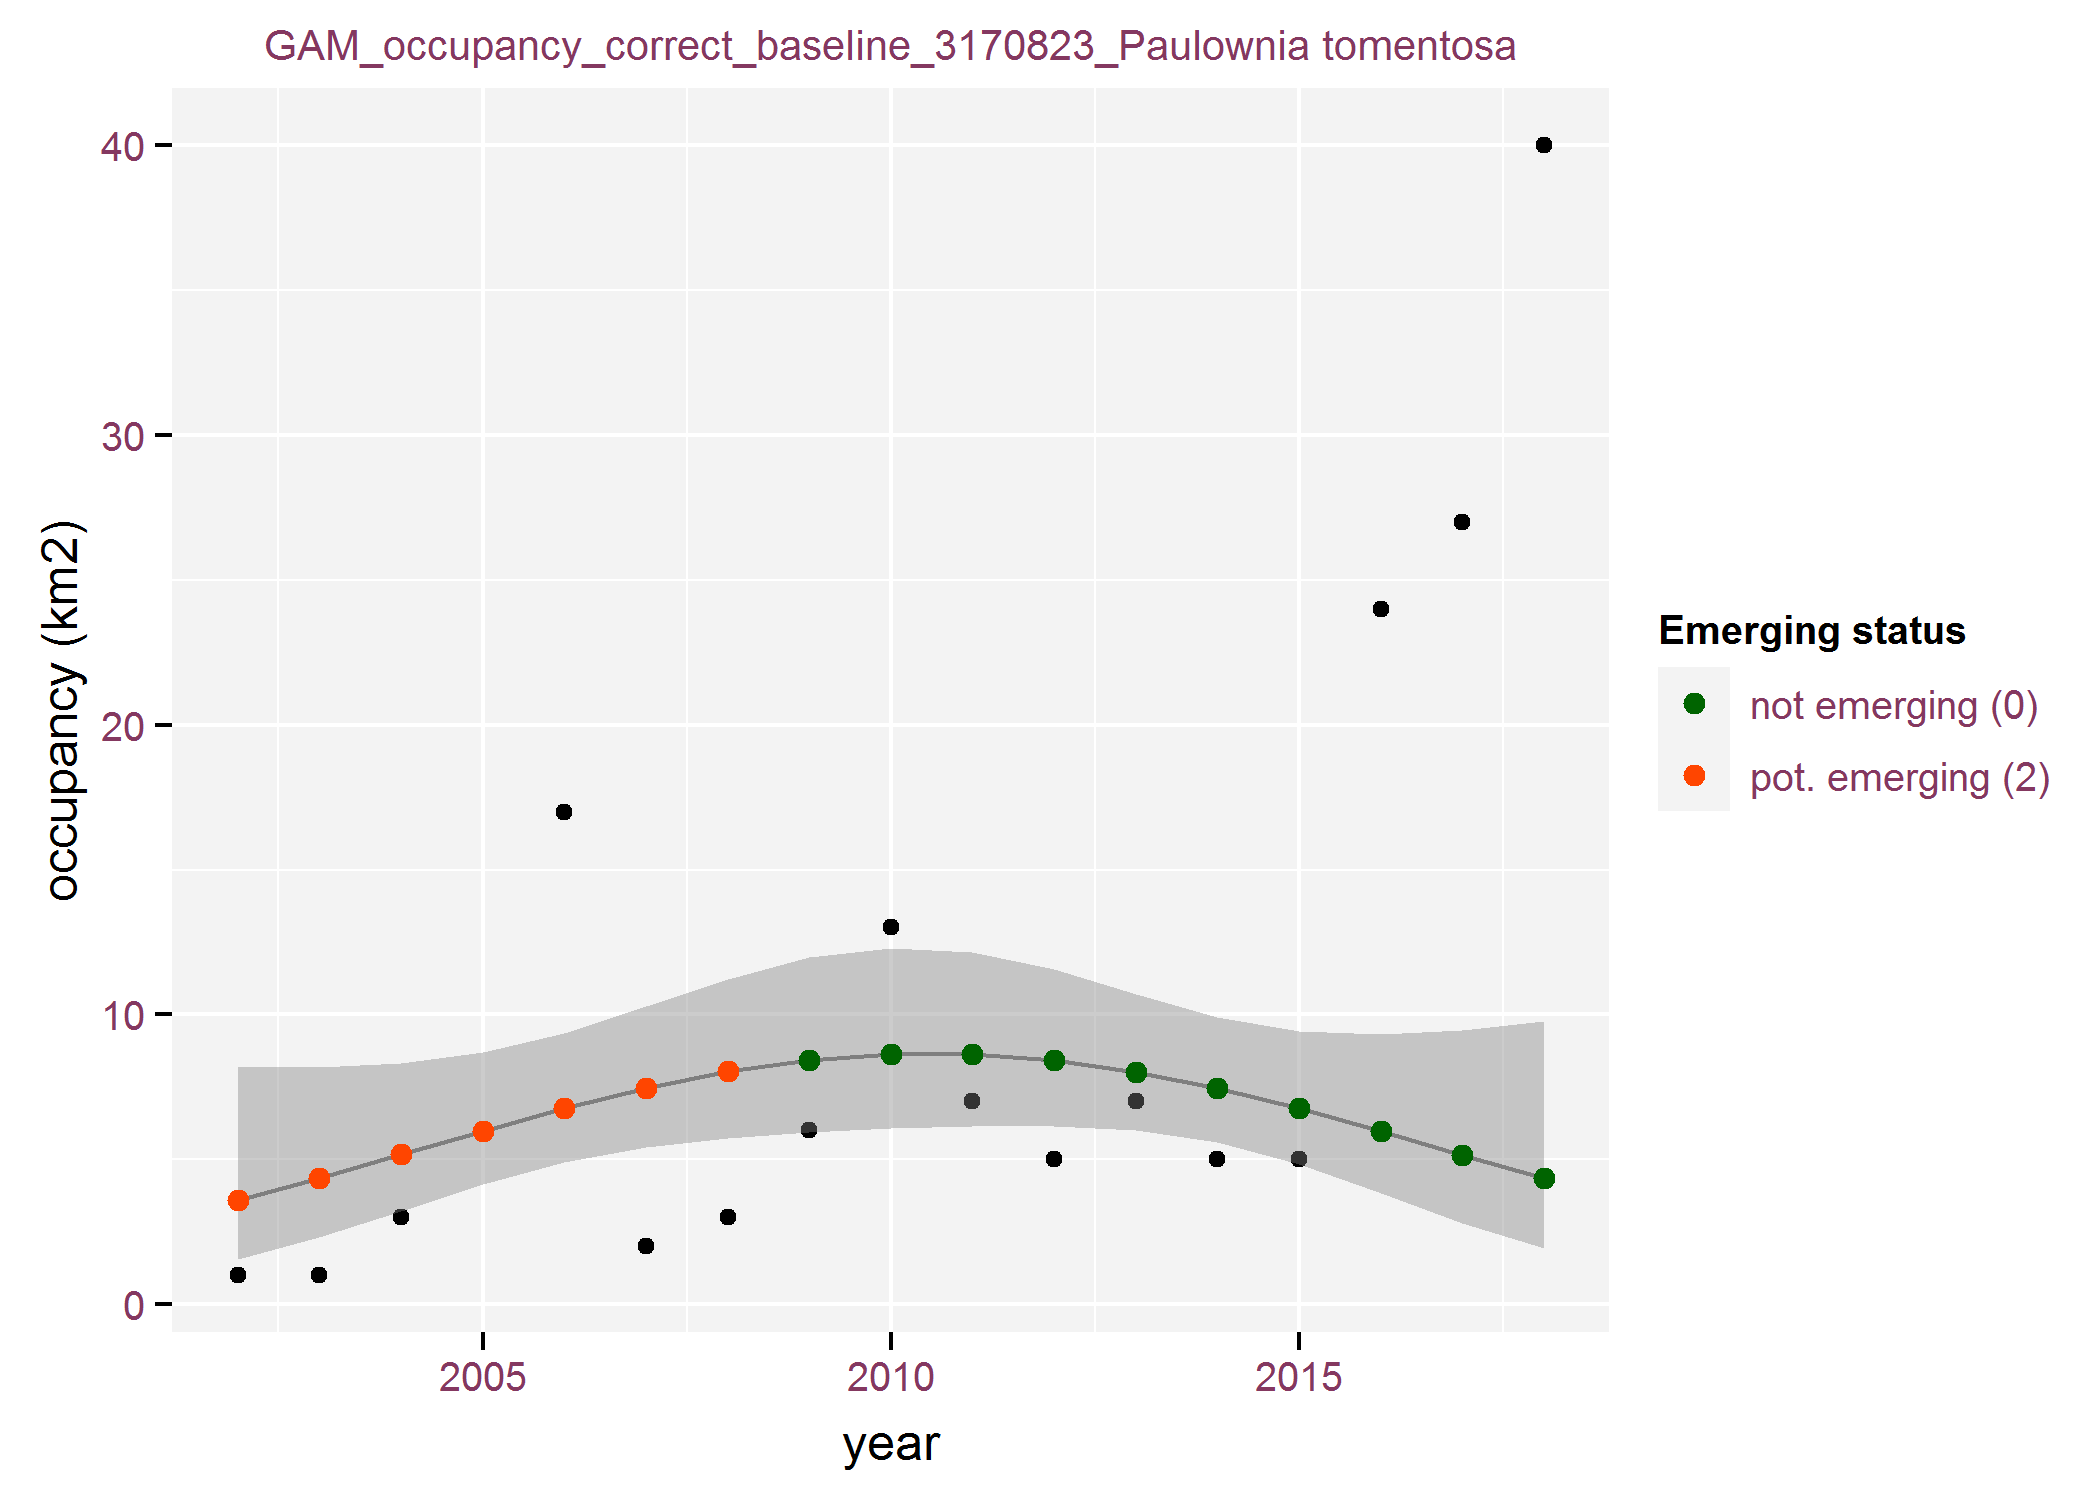 GAM_occupancy_correct_baseline_3170823_Paulownia tomentosa
40
30
20
10
0
occupancy (km2)
2005
2010
2015
year
Emerging status
not emerging (0)
pot. emerging (2)